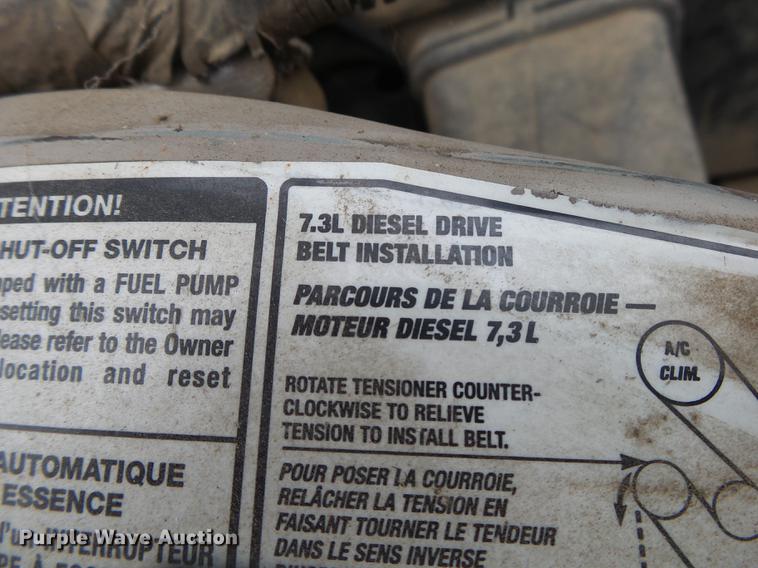 TENTION!
HUT-OFF SWITCH
pped with a FUEL PUMP
setting this switch may
lease refer to the Owner
location and reset
AUTOMATIQUE
ESSENCE
INTERRUPTEUR
7.3L DIESEL DRIVE
BELT INSTALLATION
PARCOURS DE LA COURROIE —
MOTEUR DIESEL 7,3 L
ROTATE TENSIONER COUNTER-
CLOCKWISE TO RELIEVE
TENSION TO INSTALL BELT.
POUR POSER LA COURROIE,
RELÂCHER LA TENSION EN
FAISANT TOURNER LE TENDEUR
DANS LE SENS INVERSE
A/C
CLIM.
Purple Wave Auction